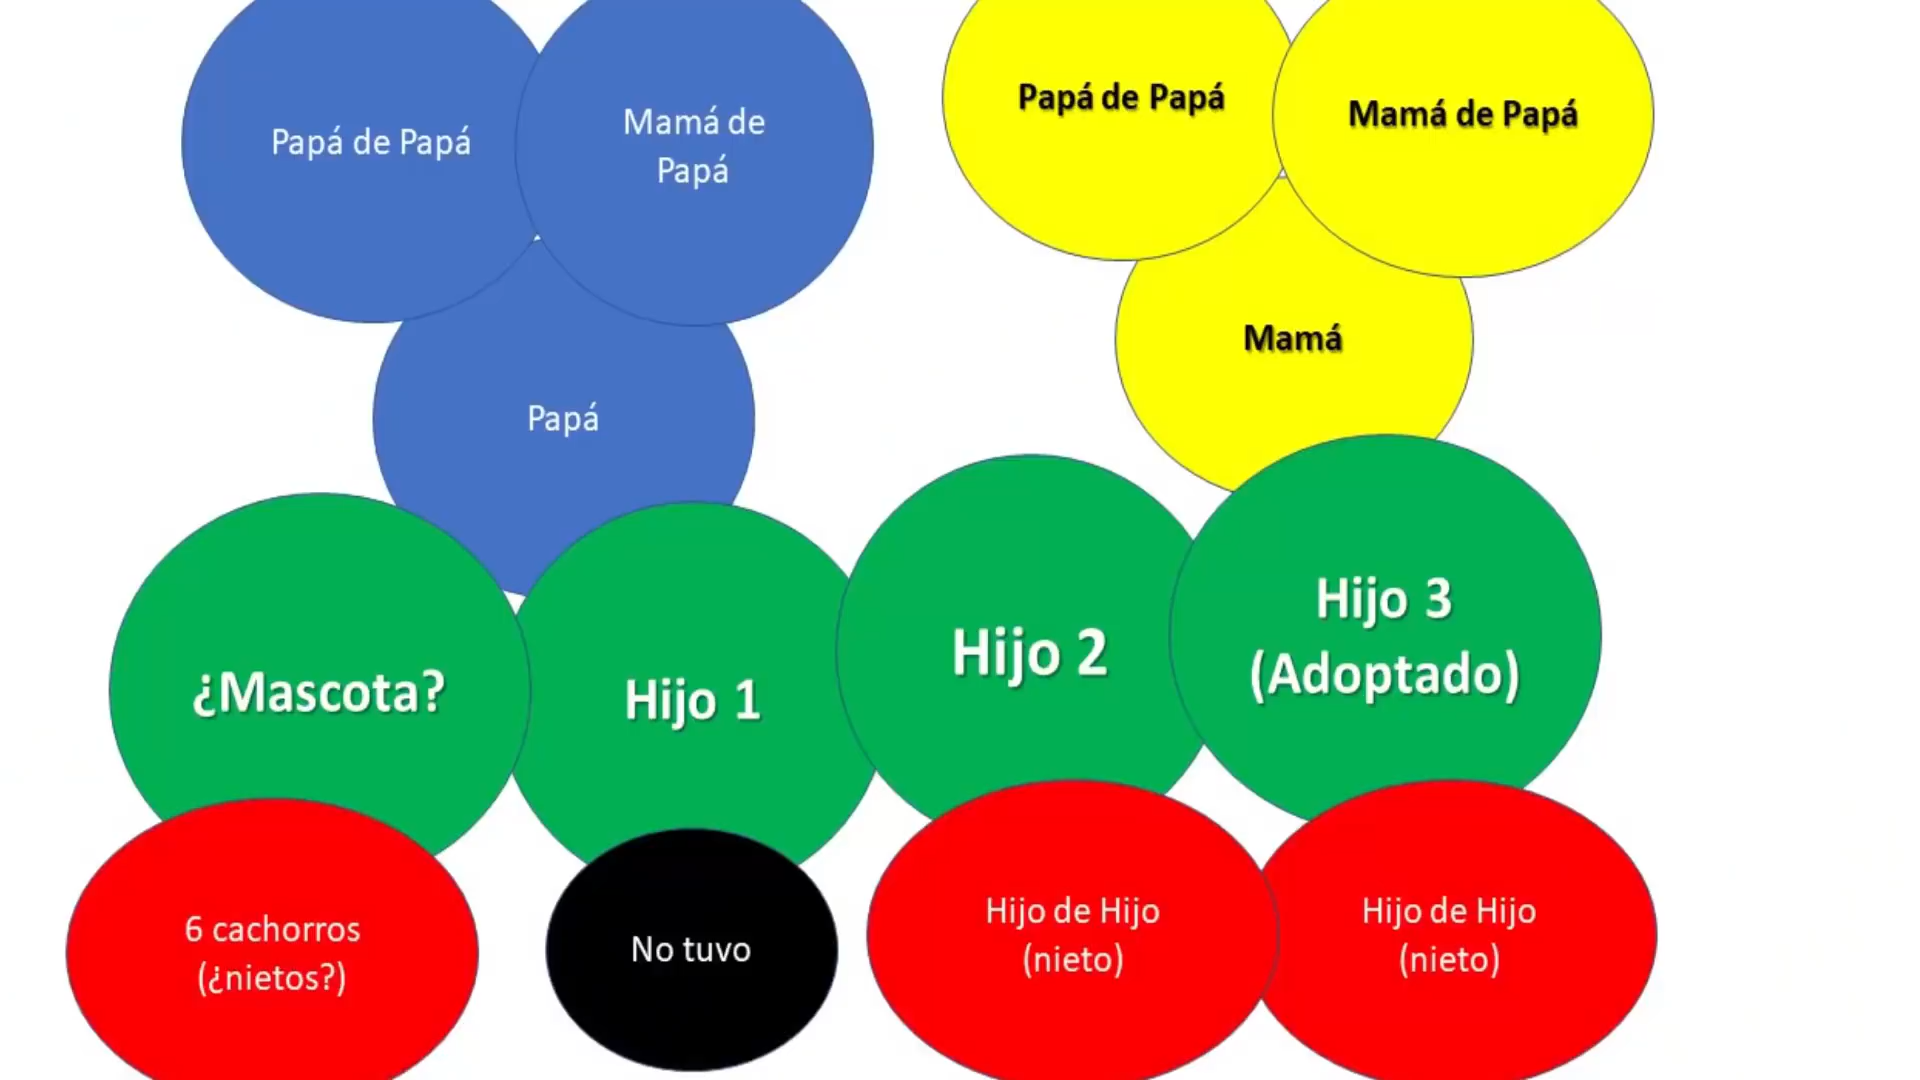 Papá de Papá
Mamá de
Papá
Papá de Papá
Mamá de Papá
Papá
Mamá
¿Mascota?
Hijo 1
Hijo 2
Hijo 3
(Adoptado)
6 cachorros
(¿nietos?)
No tuvo
Hijo de Hijo
(nieto)
Hijo de Hijo
(nieto)